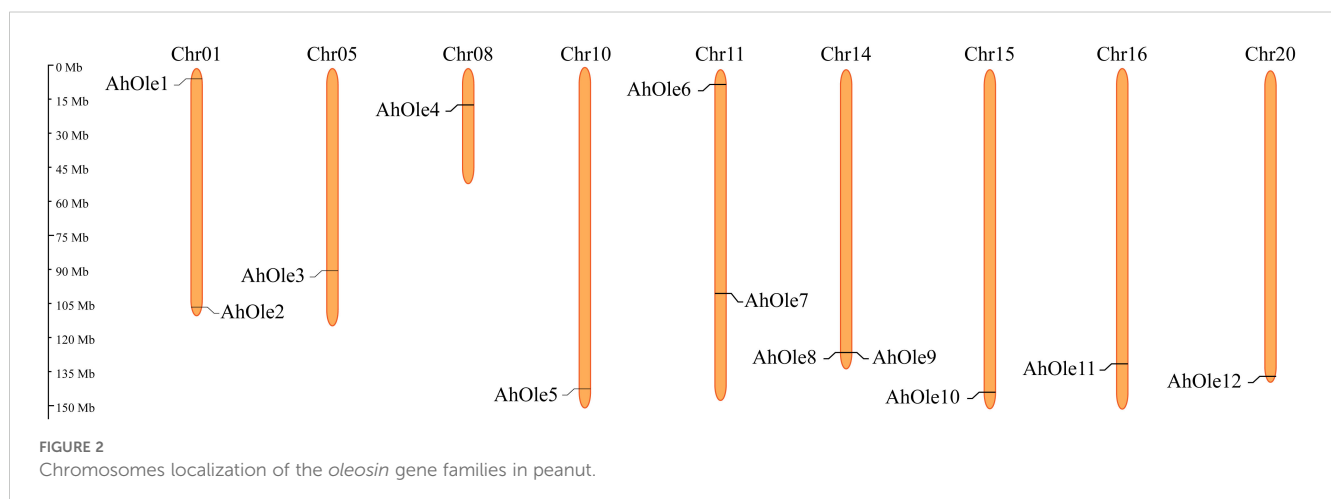 Chr01 Chr05 Chr08 Chr10 Chr11 Chr14 Chr15 Chr16 Chr20
0 Mb
AhOle1
AhOle6
15 Mb
AhOle4
30 Mb
45 Mb
60 Mb
75 Mb
90 Mb
AhOle3
105 Mb
AhOle7
AhOle2
120 Mb
AhOle8 AhOle9
135 Mb
AhOle11
AhOle12
AhOle5
AhOle10
150 Mb
FIGURE 2
Chromosomes localization of the oleosin gene families in peanut.